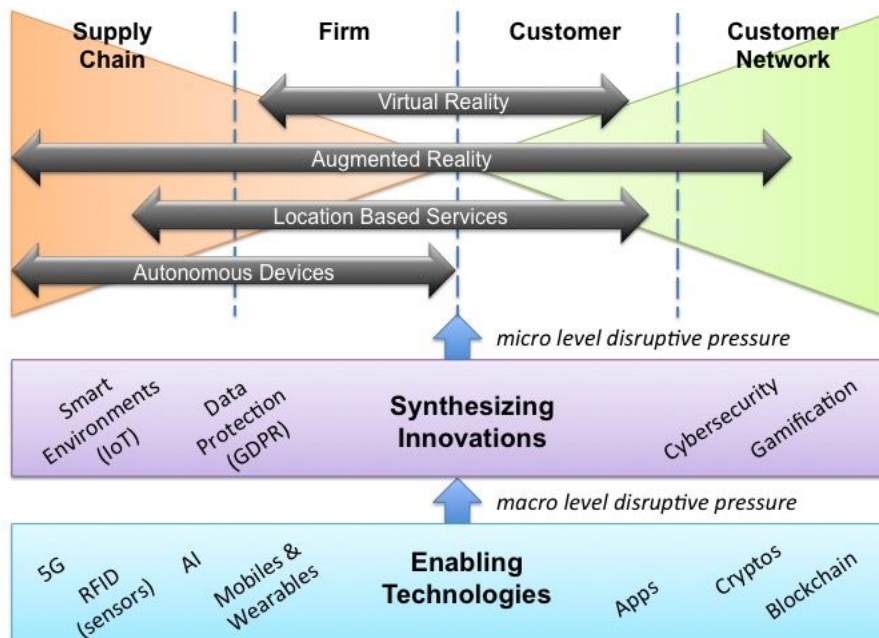 Supply
Chain
Firm
Customer
Customer
Network
Virtual Reality
Augmented Reality
Location Based Services
Autonomous Devices
micro level disruptive pressure
Smart
Environments
(IoT)
Data
Protection
(GDPR)
Synthesizing
Innovations
Cybersecurity
Gamification
macro level disruptive pressure
5G
RFID
(sensors)
AI
Mobiles &
Wearables
Enabling
Technologies
Apps
Cryptos
Blockchain